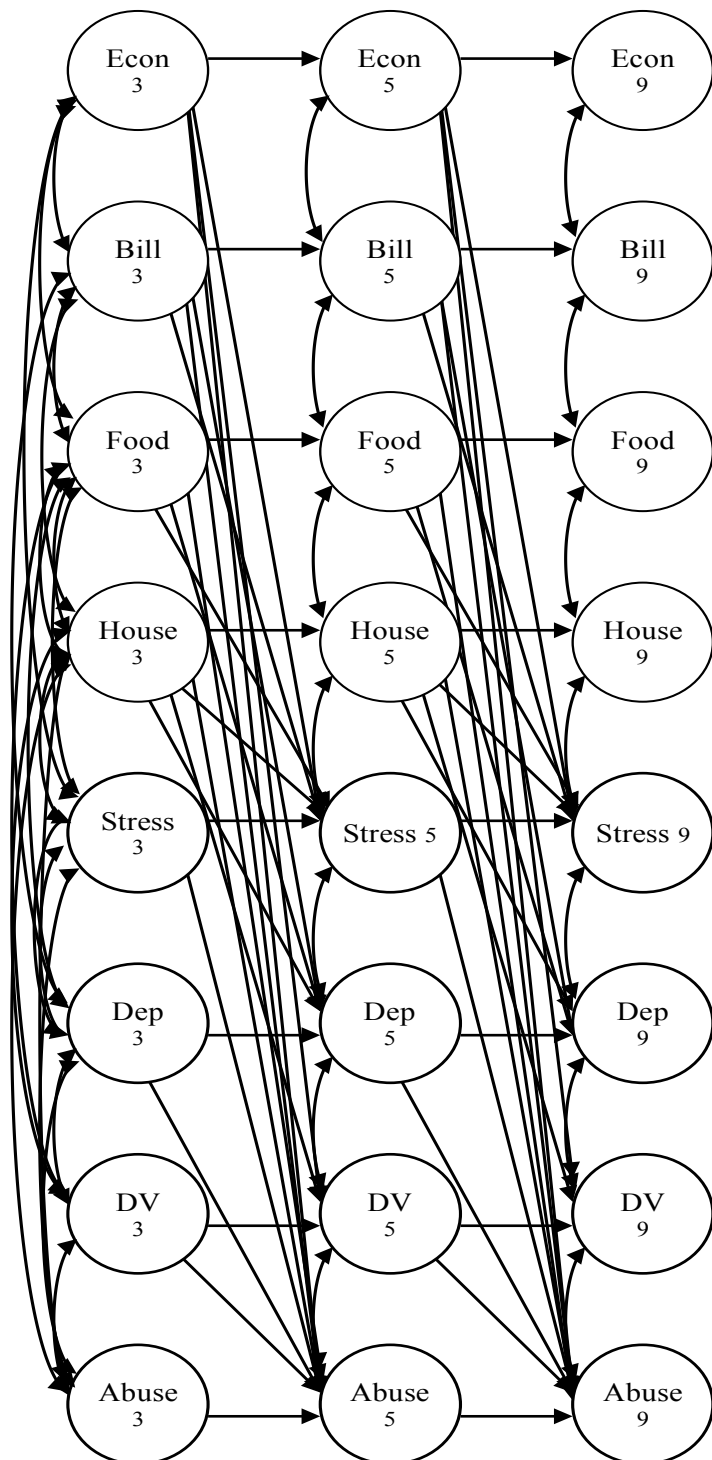 Econ
3
Econ
5
Econ
9
Bill
3
Bill
5
Bill
9
Food
3
Food
5
Food
9
House
3
House
5
House
9
Stress
3
Stress 5
Stress 9
Dep
3
Dep
5
Dep
9
DV
3
DV
5
DV
9
Abuse
3
Abuse
5
Abuse
9